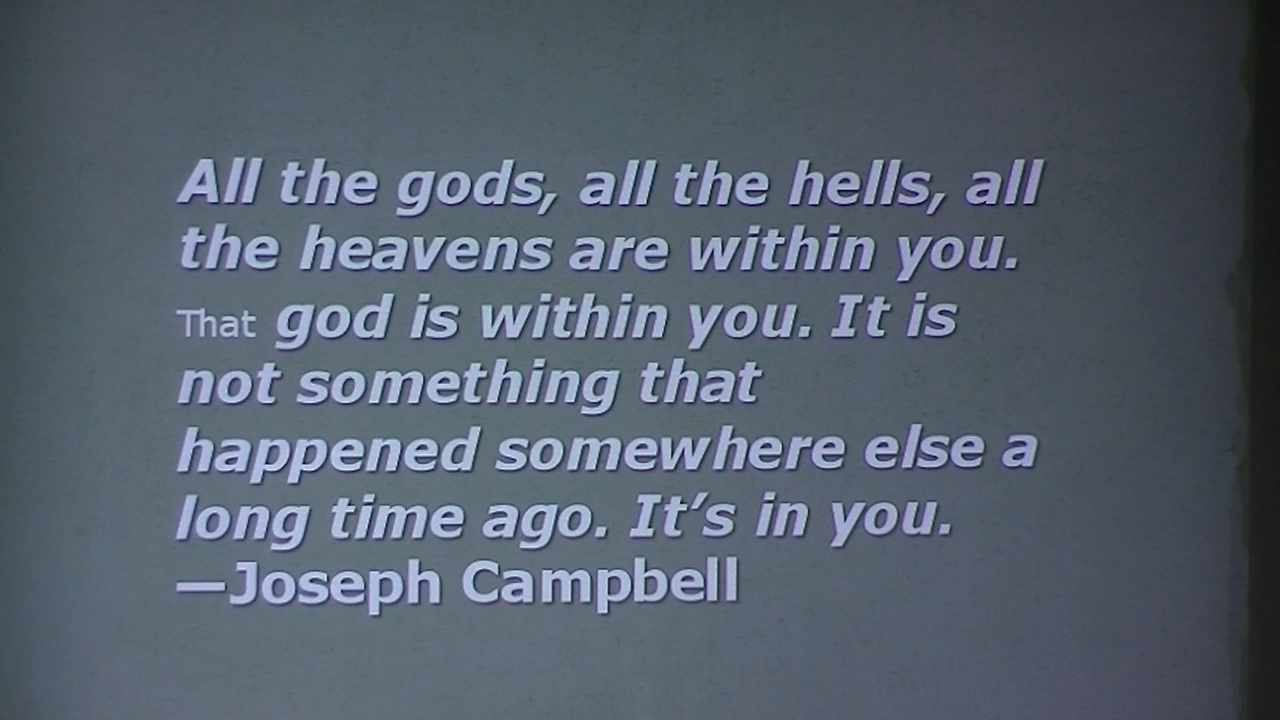 All the gods, all the hells, all
the heavens are within you.
That god is within you. It is
not something that
happened somewhere else a
long time ago. It’s in you.
—Joseph Campbell